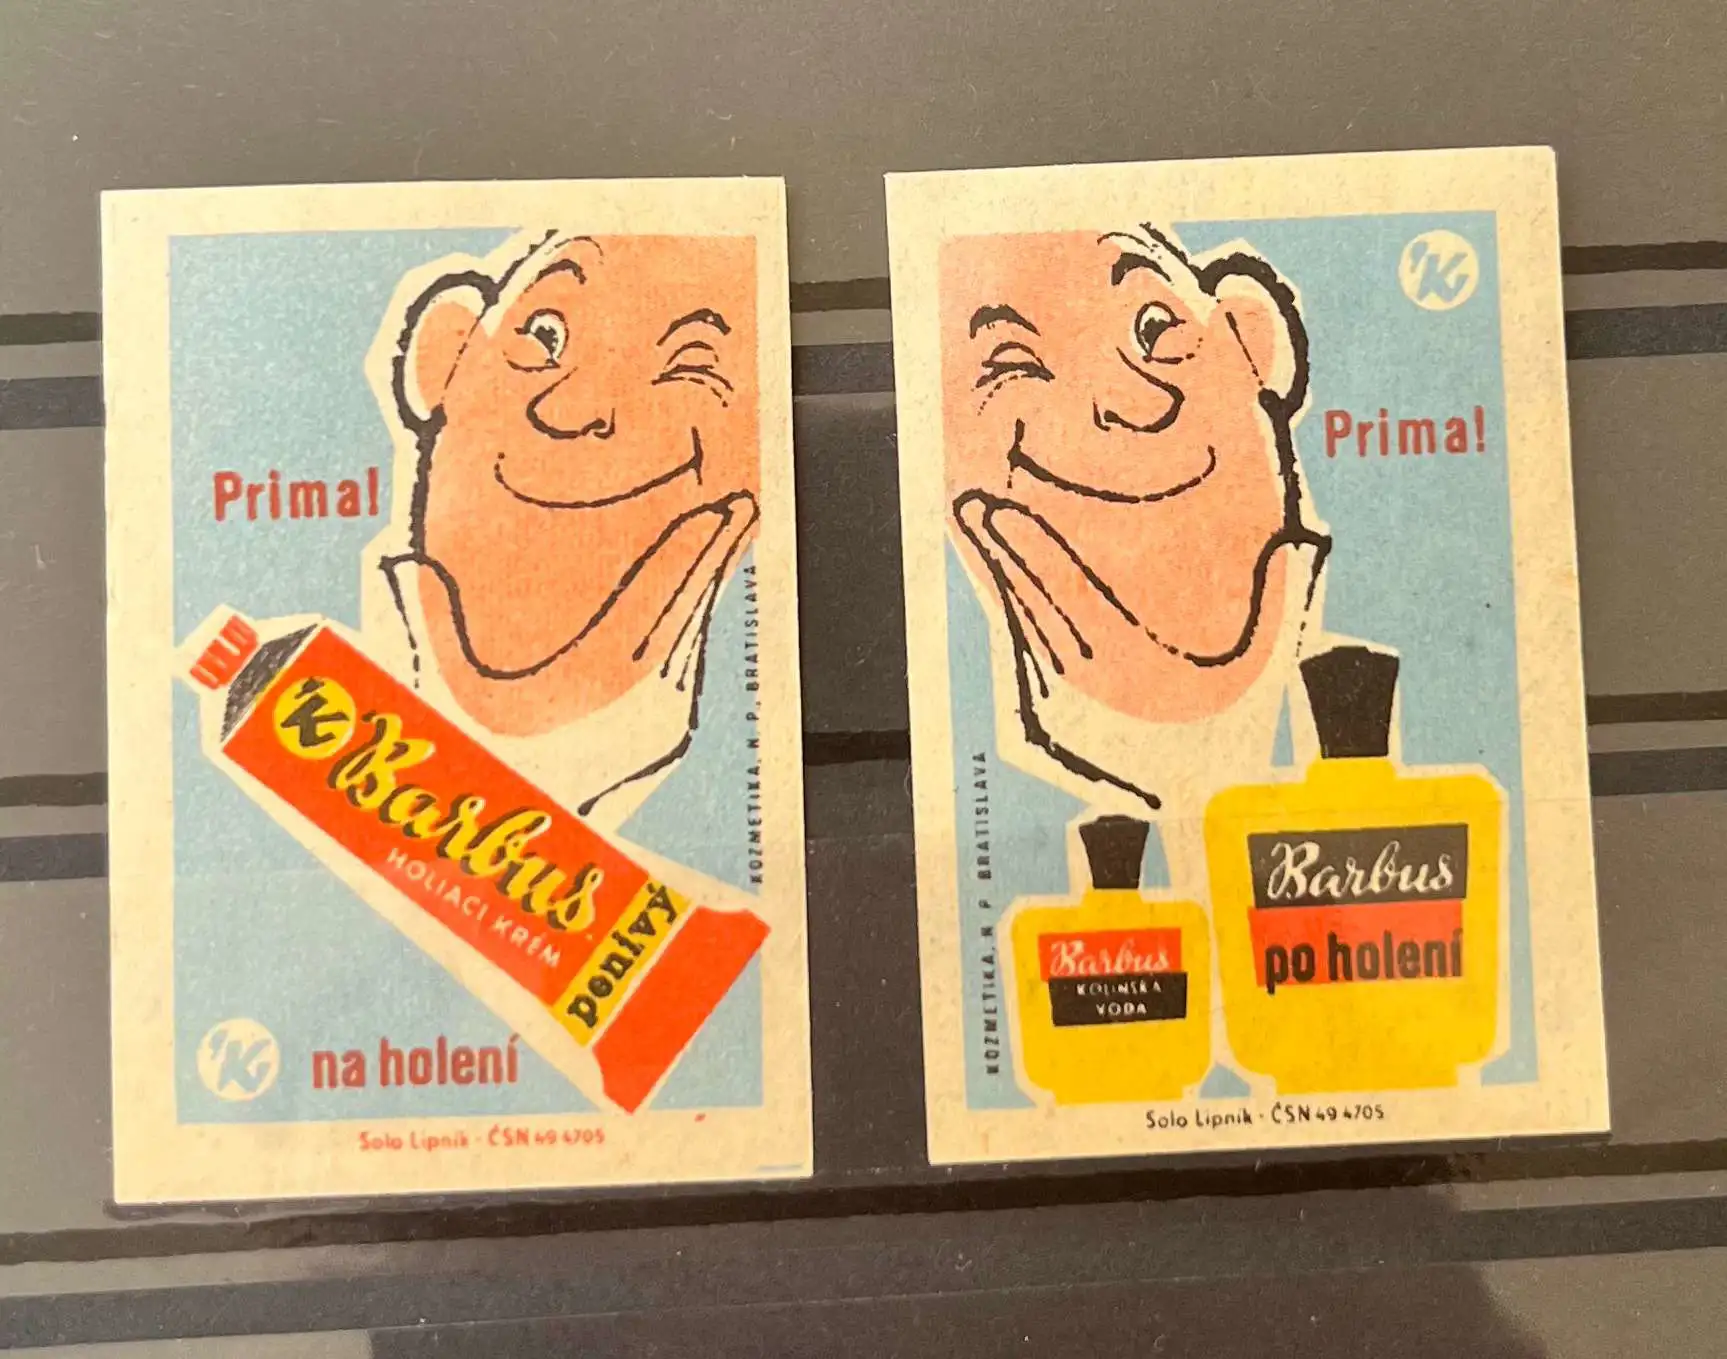 Prima!
K
Barbus
HOLIACI KRÉM
penivý
KOZMETIKA, N. P., BRATISLAVA
K
na holení
Solo Lipník - ČSN 49 4705
K
Prima!
KOZMETIKA, N. P. BRATISLAVA
Barbus
po holení
Barbus
KOLÍNSKA
VODA
Solo Lipník · ČSN 49 4705